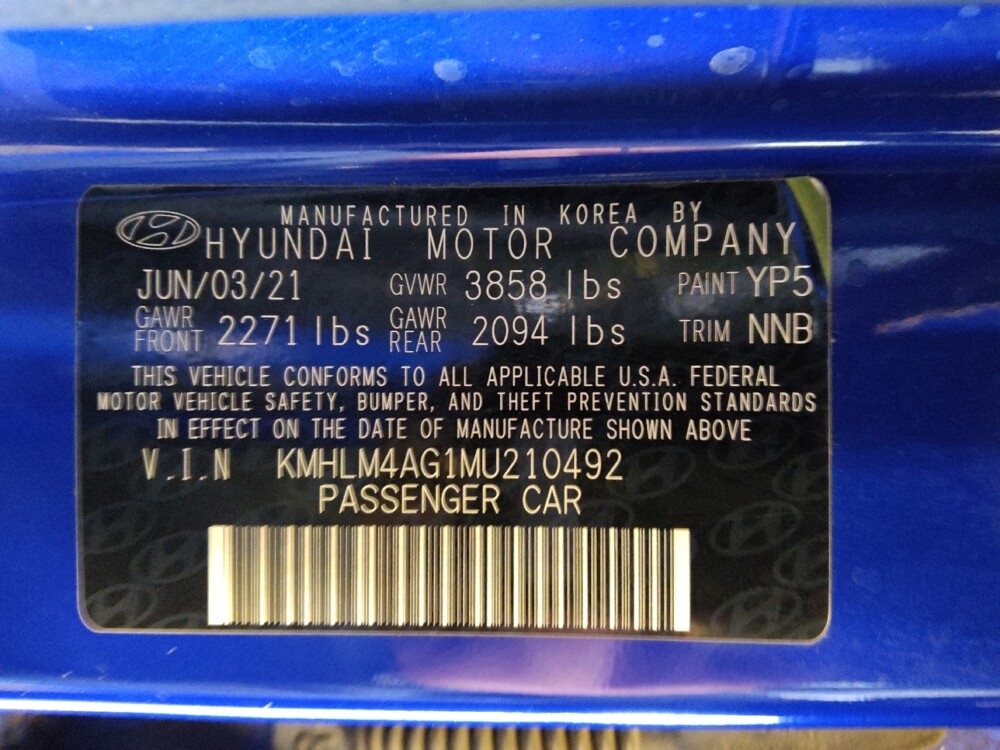 MANUFACTURED IN KOREA BY
HYUNDAI MOTOR COMPANY
JUN/03/21 GVWR 3858 lbs PAINT YP5
GAWR FRONT 2271 lbs GAWR REAR 2094 lbs TRIM NNB
THIS VEHICLE CONFORMS TO ALL APPLICABLE U.S.A. FEDERAL
MOTOR VEHICLE SAFETY, BUMPER, AND THEFT PREVENTION STANDARDS
IN EFFECT ON THE DATE OF MANUFACTURE SHOWN ABOVE
V.I.N KMHLM4AG1MU210492
PASSENGER CAR